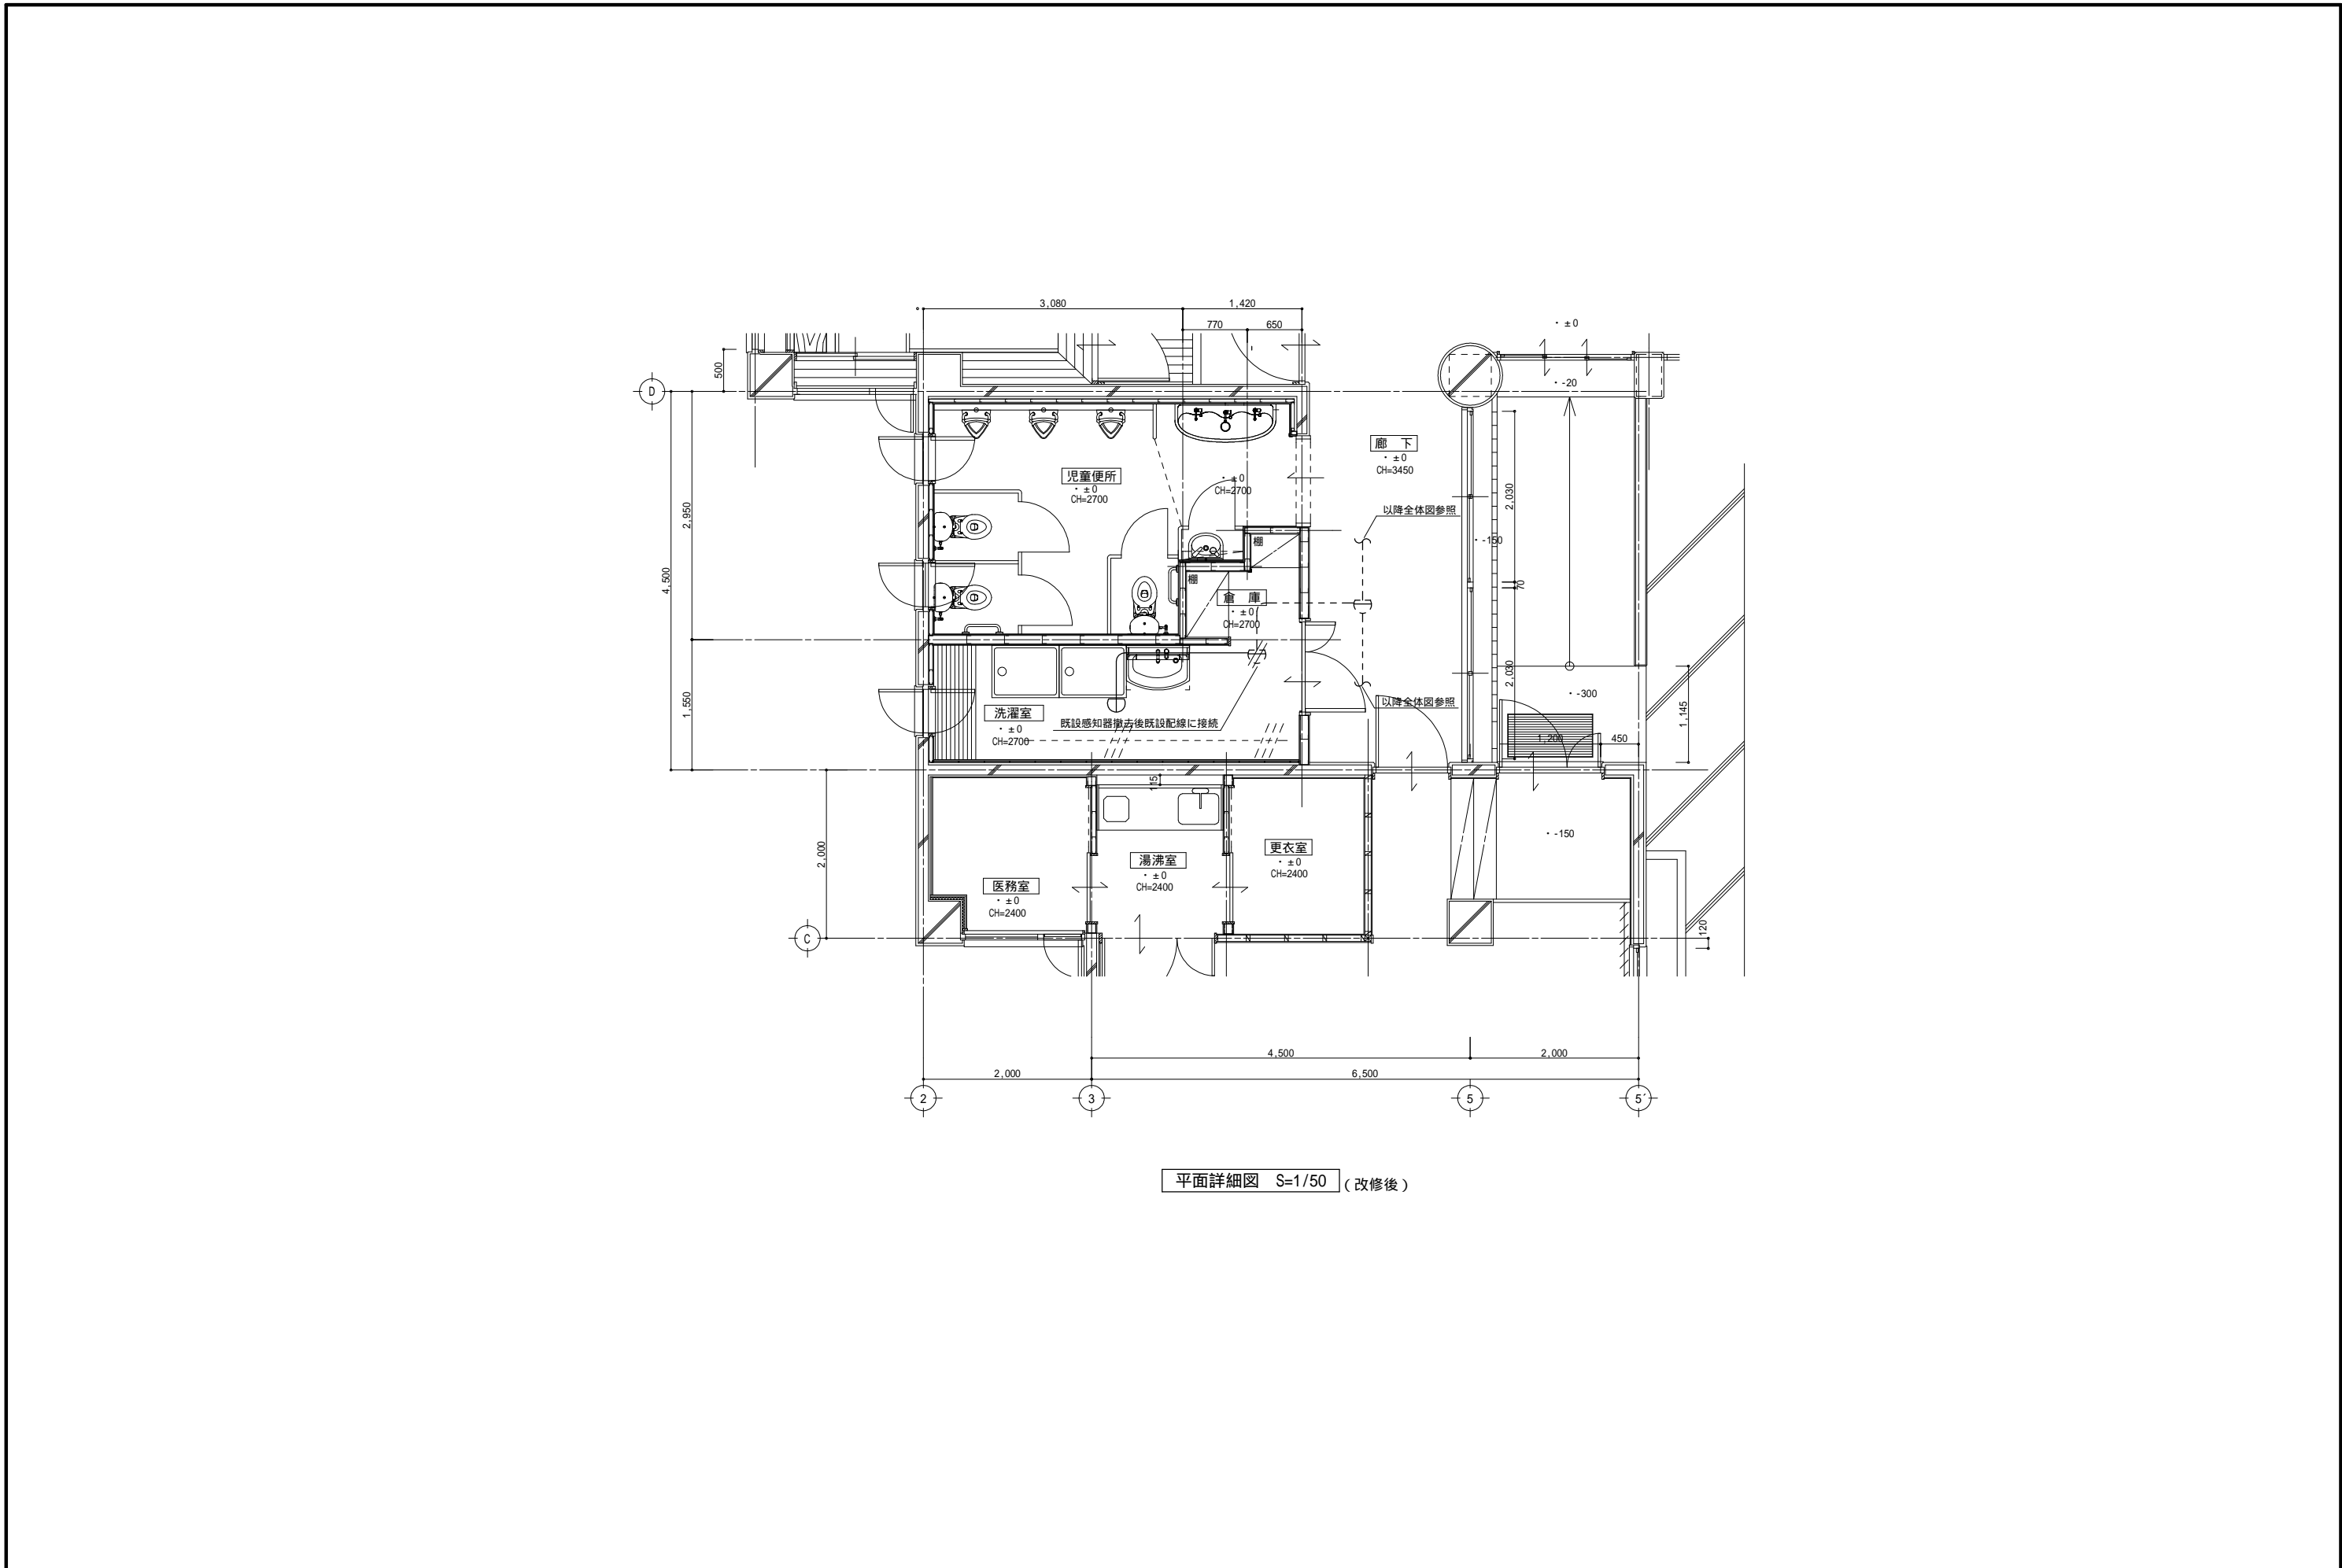 3,080
1,420
770
650
・ ±0
500
D
・ -20
廊 下
・ ±0
CH=3450
児童便所
・ ±0
CH=2700
・ ±0
CH=2700
2,950
2,030
以降全体図参照
棚
・ -150
4,500
70
棚
倉 庫
・ ±0
CH=2700
2,030
・ -300
1,550
以降全体図参照
1,145
洗濯室
・ ±0
CH=2700
既設感知器撤去後既設配線に接続
1,200
450
115
2,000
・ -150
更衣室
・ ±0
CH=2400
湯沸室
・ ±0
CH=2400
医務室
・ ±0
CH=2400
120
C
4,500
2,000
2,000
6,500
2
3
5
5´
平面詳細図 S=1/50 (改修後)